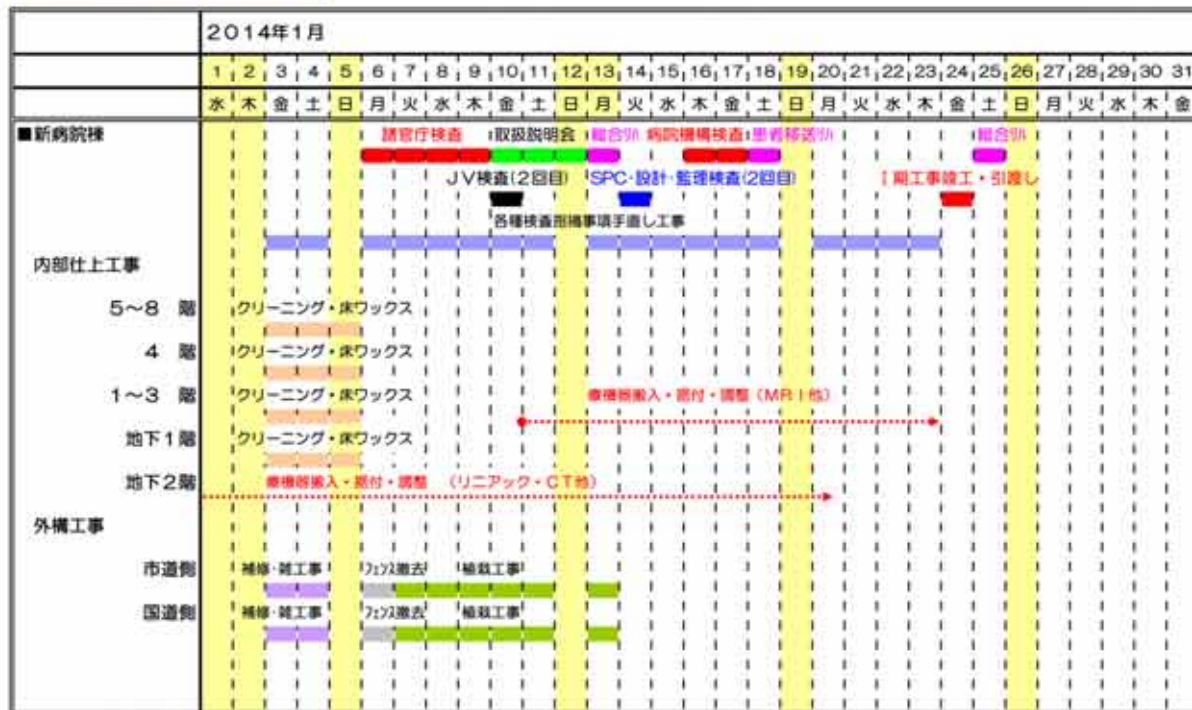 2014年1月
1 2 3 4 5 6 7 8 9 10 11 12 13 14 15 16 17 18 19 20 21 22 23 24 25 26 27 28 29 30 31
水 木 金 土 日 月 火 水 木 金 土 日 月 火 水 木 金 土 日 月 火 水 木 金 土 日 月 火 水 木 金
■新病院棟 諸官庁検査 取扱説明会 総合リハ 病院機構検査 患者移送リハ 総合リハ
JV検査(2回目) SPC・設計・監理検査(2回目) Ⅰ期工事竣工・引渡し
各種検査指摘事項手直し工事
内部仕上工事
5～8 階 クリーニング・床ワックス
4 階 クリーニング・床ワックス
1～3 階 クリーニング・床ワックス 療機器搬入・据付・調整（MRI他）
地下1階 クリーニング・床ワックス
地下2階 療機器搬入・据付・調整 （リニアック・CT他）
外構工事
市道側 補修・雑工事 フェンス撤去 植栽工事
国道側 補修・雑工事 フェンス撤去 植栽工事